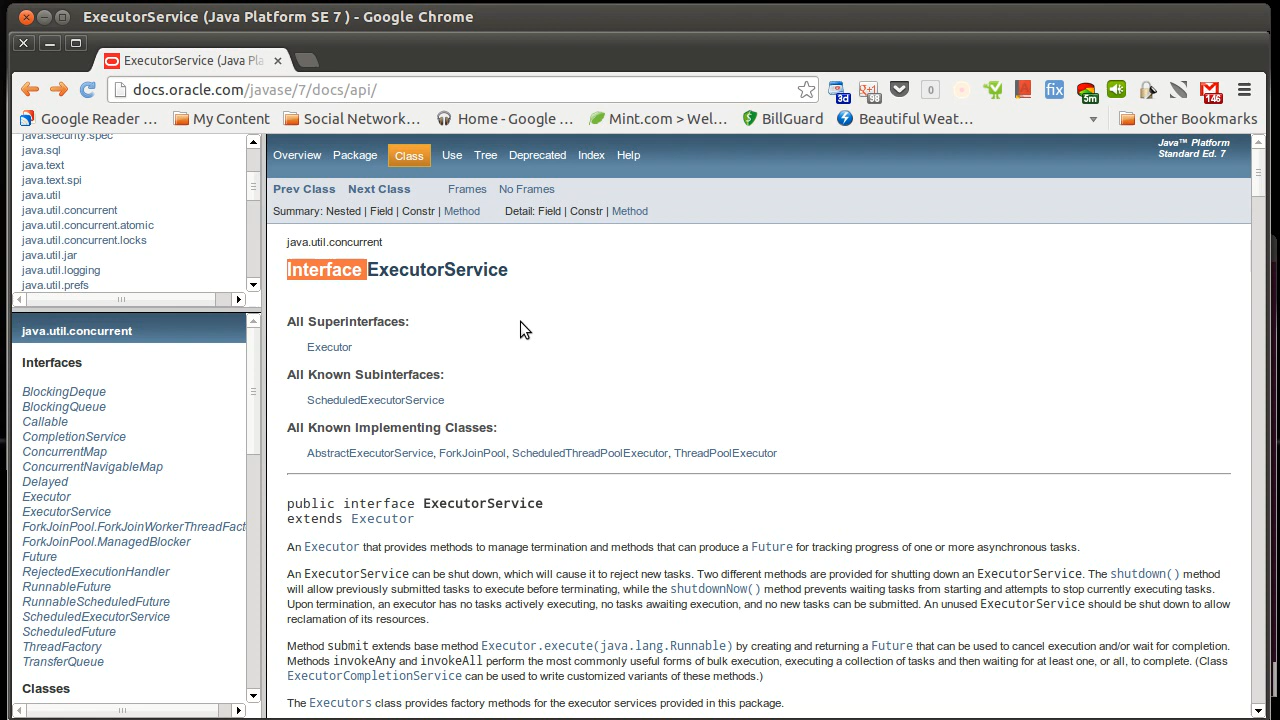 ExecutorService (Java Platform SE 7 ) - Google Chrome
ExecutorService (Java Pla
docs.oracle.com/javase/7/docs/api/
3d
98
0
fix
5m
146
Google Reader ...
My Content
Social Network...
Home - Google ...
Mint.com > Wel...
BillGuard
Beautiful Weat...
Other Bookmarks
java.security.spec
java.sql
java.text
java.text.spi
java.util
java.util.concurrent
java.util.concurrent.atomic
java.util.concurrent.locks
java.util.jar
java.util.logging
java.util.prefs
java.util.concurrent
Interfaces
BlockingDeque
BlockingQueue
Callable
CompletionService
ConcurrentMap
ConcurrentNavigableMap
Delayed
Executor
ExecutorService
ForkJoinPool.ForkJoinWorkerThreadFact
ForkJoinPool.ManagedBlocker
Future
RejectedExecutionHandler
RunnableFuture
RunnableScheduledFuture
ScheduledExecutorService
ScheduledFuture
ThreadFactory
TransferQueue
Classes
Overview Package Class Use Tree Deprecated Index Help
Java™ Platform
Standard Ed. 7
Prev Class Next Class Frames No Frames
Summary: Nested | Field | Constr | Method Detail: Field | Constr | Method
java.util.concurrent
Interface ExecutorService
All Superinterfaces:
Executor
All Known Subinterfaces:
ScheduledExecutorService
All Known Implementing Classes:
AbstractExecutorService, ForkJoinPool, ScheduledThreadPoolExecutor, ThreadPoolExecutor
public interface ExecutorService
extends Executor
An Executor that provides methods to manage termination and methods that can produce a Future for tracking progress of one or more asynchronous tasks.
An ExecutorService can be shut down, which will cause it to reject new tasks. Two different methods are provided for shutting down an ExecutorService. The shutdown() method
will allow previously submitted tasks to execute before terminating, while the shutdownNow() method prevents waiting tasks from starting and attempts to stop currently executing tasks.
Upon termination, an executor has no tasks actively executing, no tasks awaiting execution, and no new tasks can be submitted. An unused ExecutorService should be shut down to allow
reclamation of its resources.
Method submit extends base method Executor.execute(java.lang.Runnable) by creating and returning a Future that can be used to cancel execution and/or wait for completion.
Methods invokeAny and invokeAll perform the most commonly useful forms of bulk execution, executing a collection of tasks and then waiting for at least one, or all, to complete. (Class
ExecutorCompletionService can be used to write customized variants of these methods.)
The Executors class provides factory methods for the executor services provided in this package.